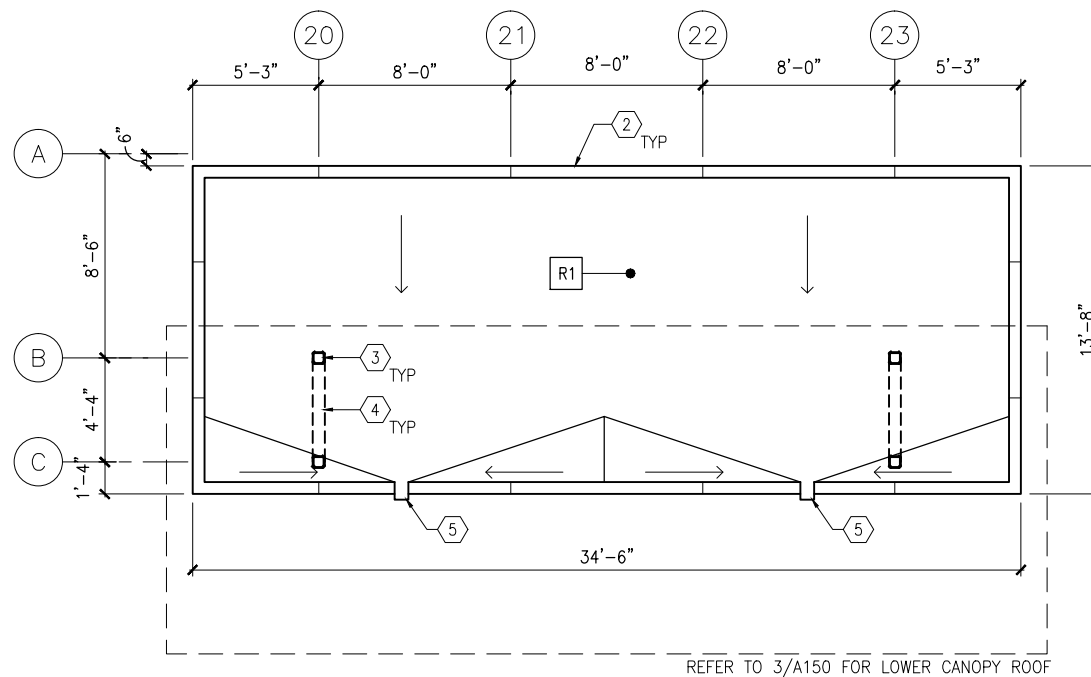 20 21 22 23
5'-3" 8'-0" 8'-0" 8'-0" 5'-3"
A 6" 2 TYP
8'-6" R1
13'-8"
B 3 TYP
4'-4" 4 TYP
C
1'-4"
5 5
34'-6"
REFER TO 3/A150 FOR LOWER CANOPY ROOF